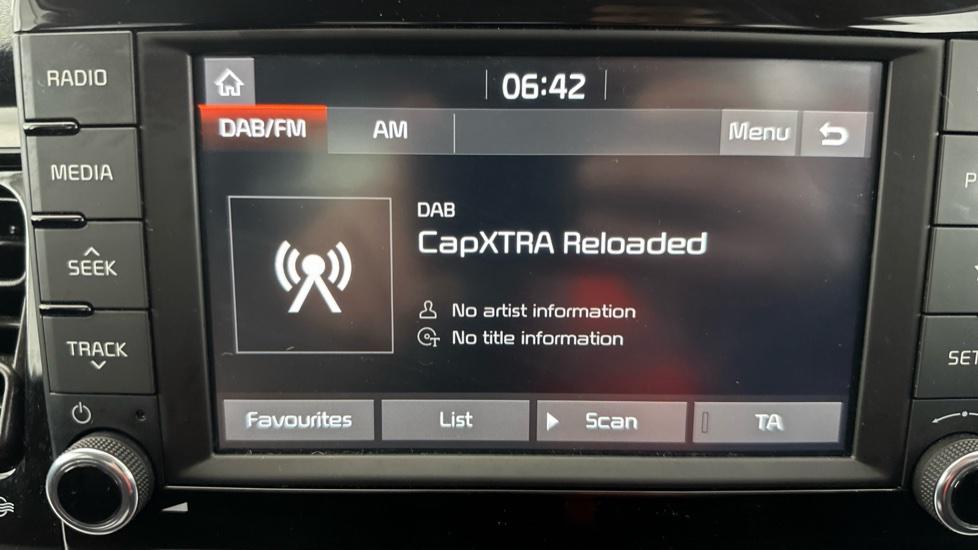 RADIO
MEDIA
SEEK
TRACK
06:42
DAB/FM AM Menu
DAB
CapXTRA Reloaded
No artist information
No title information
Favourites List Scan TA